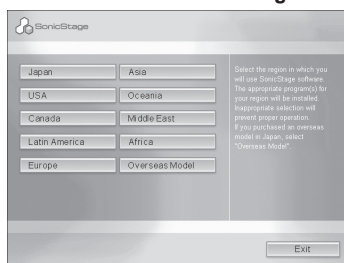 SonicStage
Japan
Asia
USA
Oceania
Canada
Middle East
Latin America
Africa
Europe
Overseas Model
Select the region in which you
will use SonicStage software.
The appropriate program(s) for
your region will be installed.
Inappropriate selection will
prevent proper operation.
If you purchased an overseas
model in Japan, select
"Overseas Model".
Exit